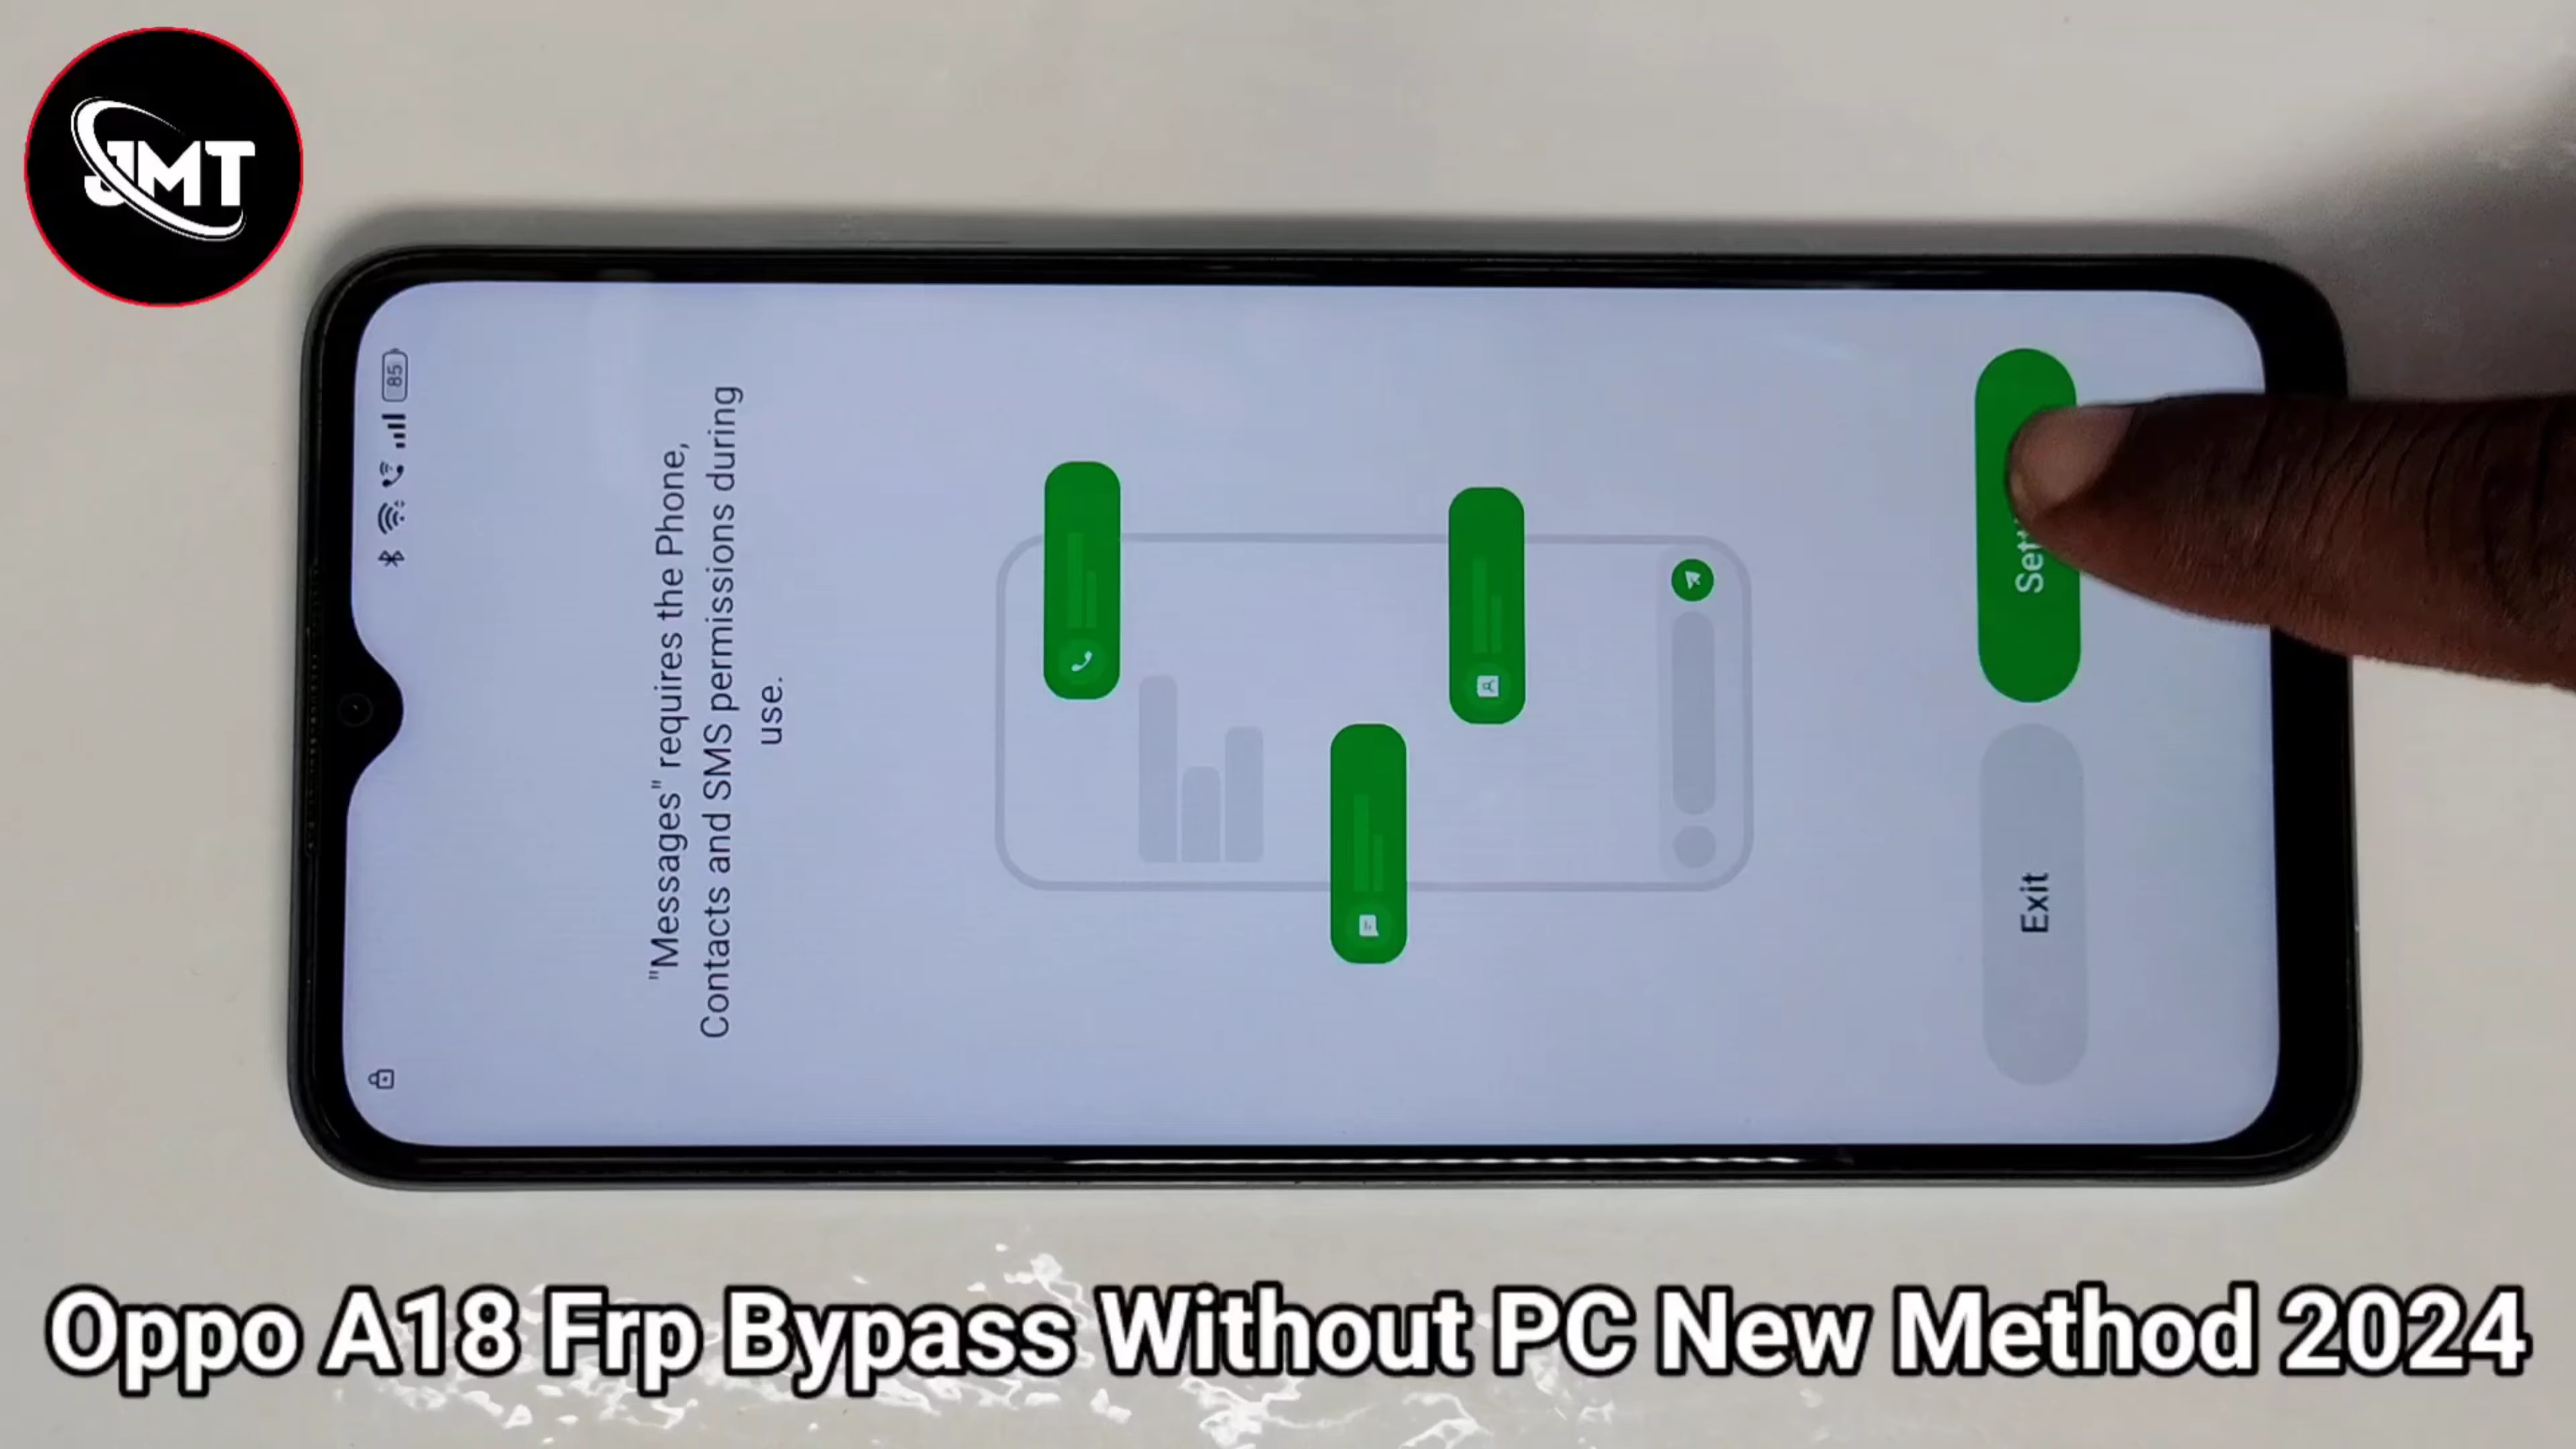 JMT
85
"Messages" requires the Phone,
Contacts and SMS permissions during
use.
Exit
Oppo A18 Frp Bypass Without PC New Method 2024